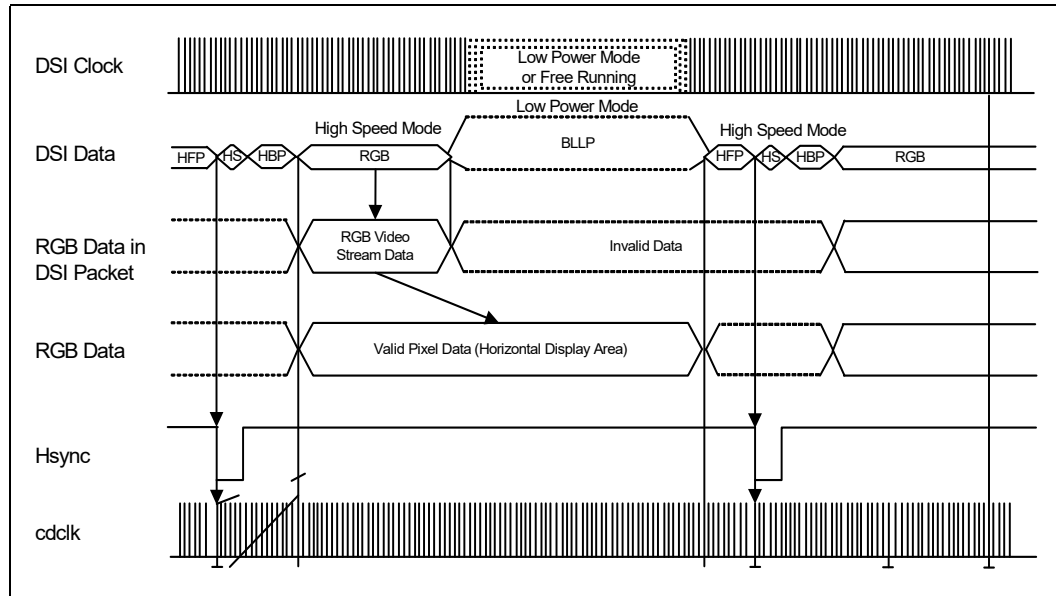 DSI Clock
Low Power Mode
or Free Running
Low Power Mode
High Speed Mode
High Speed Mode
DSI Data
HFP
HS
HBP
RGB
BLLP
HFP
HS
HBP
RGB
RGB Data in
DSI Packet
RGB Video
Stream Data
Invalid Data
RGB Data
Valid Pixel Data (Horizontal Display Area)
Hsync
cdclk